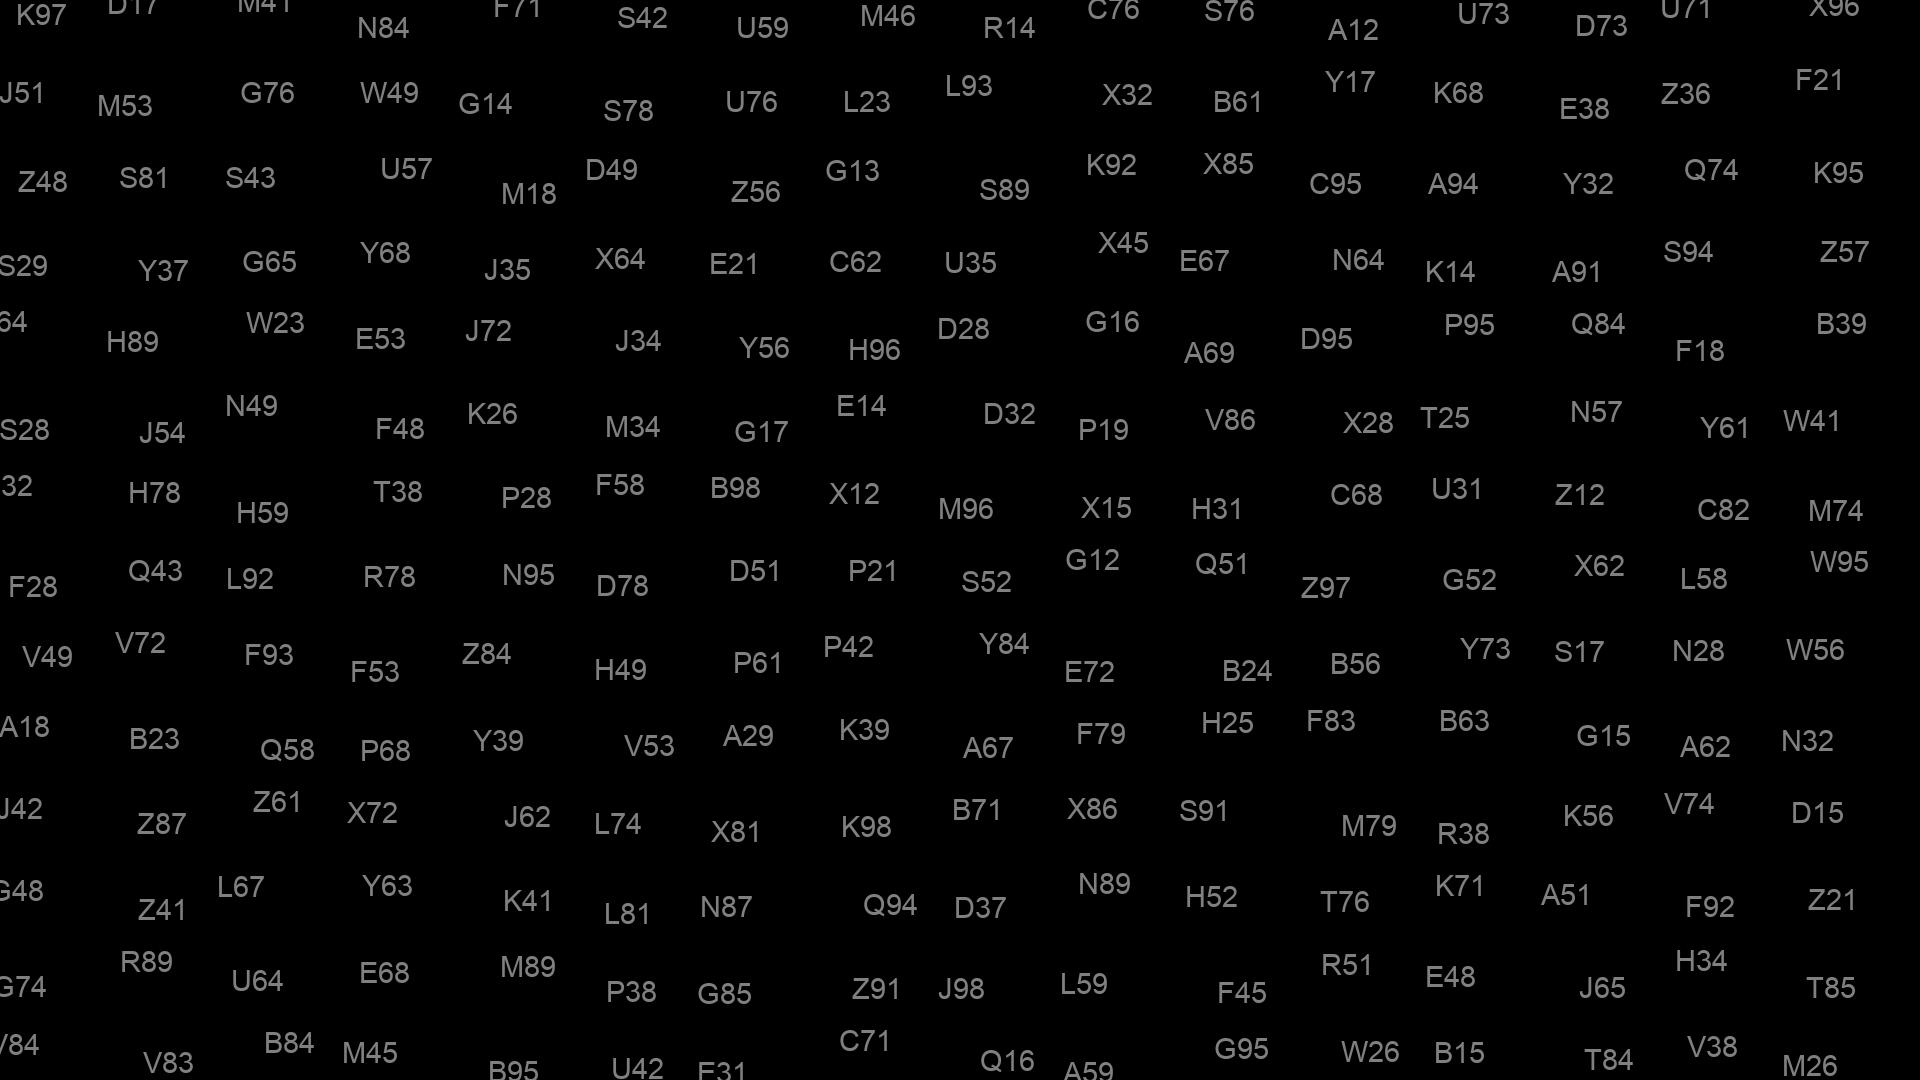 K97 D17 M41 N84 F71 S42 U59 M46 R14 C76 S76 A12 U73 D73 U71 X96
J51 M53 G76 W49 G14 S78 U76 L23 L93 X32 B61 Y17 K68 E38 Z36 F21
Z48 S81 S43 U57 M18 D49 Z56 G13 S89 K92 X85 C95 A94 Y32 Q74 K95
S29 Y37 G65 Y68 J35 X64 E21 C62 U35 X45 E67 N64 K14 A91 S94 Z57
64 H89 W23 E53 J72 J34 Y56 H96 D28 G16 A69 D95 P95 Q84 F18 B39
S28 J54 N49 F48 K26 M34 G17 E14 D32 P19 V86 X28 T25 N57 Y61 W41
32 H78 H59 T38 P28 F58 B98 X12 M96 X15 H31 C68 U31 Z12 C82 M74
F28 Q43 L92 R78 N95 D78 D51 P21 S52 G12 Q51 Z97 G52 X62 L58 W95
V49 V72 F93 F53 Z84 H49 P61 P42 Y84 E72 B24 B56 Y73 S17 N28 W56
A18 B23 Q58 P68 Y39 V53 A29 K39 A67 F79 H25 F83 B63 G15 A62 N32
J42 Z87 Z61 X72 J62 L74 X81 K98 B71 X86 S91 M79 R38 K56 V74 D15
G48 Z41 L67 Y63 K41 L81 N87 Q94 D37 N89 H52 T76 K71 A51 F92 Z21
G74 R89 U64 E68 M89 P38 G85 Z91 J98 L59 F45 R51 E48 J65 H34 T85
V84 V83 B84 M45 B95 U42 C71 Q16 A59 G95 W26 B15 T84 V38 M26